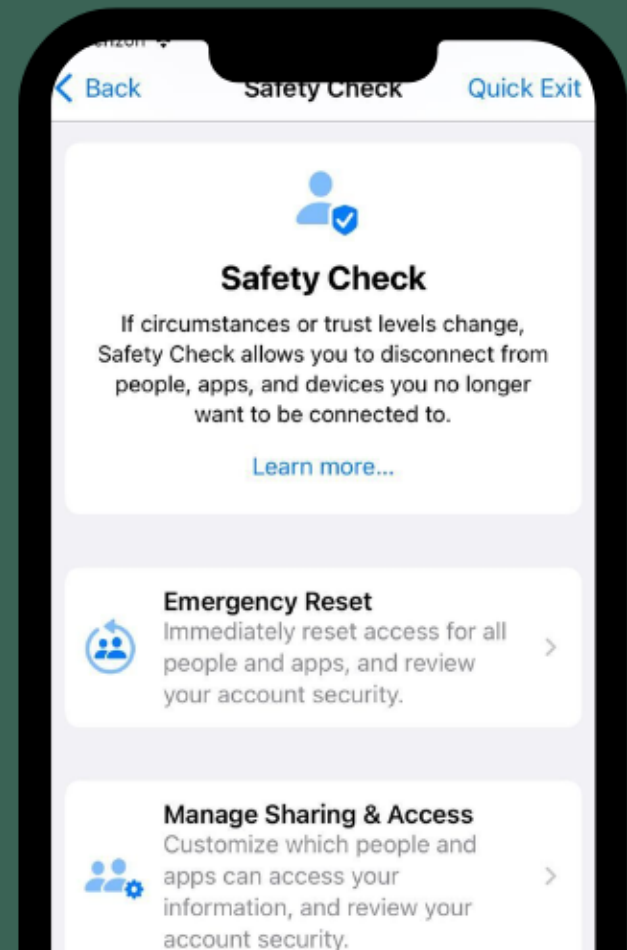 Back Safety Check Quick Exit
Safety Check
If circumstances or trust levels change,
Safety Check allows you to disconnect from
people, apps, and devices you no longer
want to be connected to.
Learn more...
Emergency Reset
Immediately reset access for all
people and apps, and review
your account security.
Manage Sharing & Access
Customize which people and
apps can access your
information, and review your
account security.